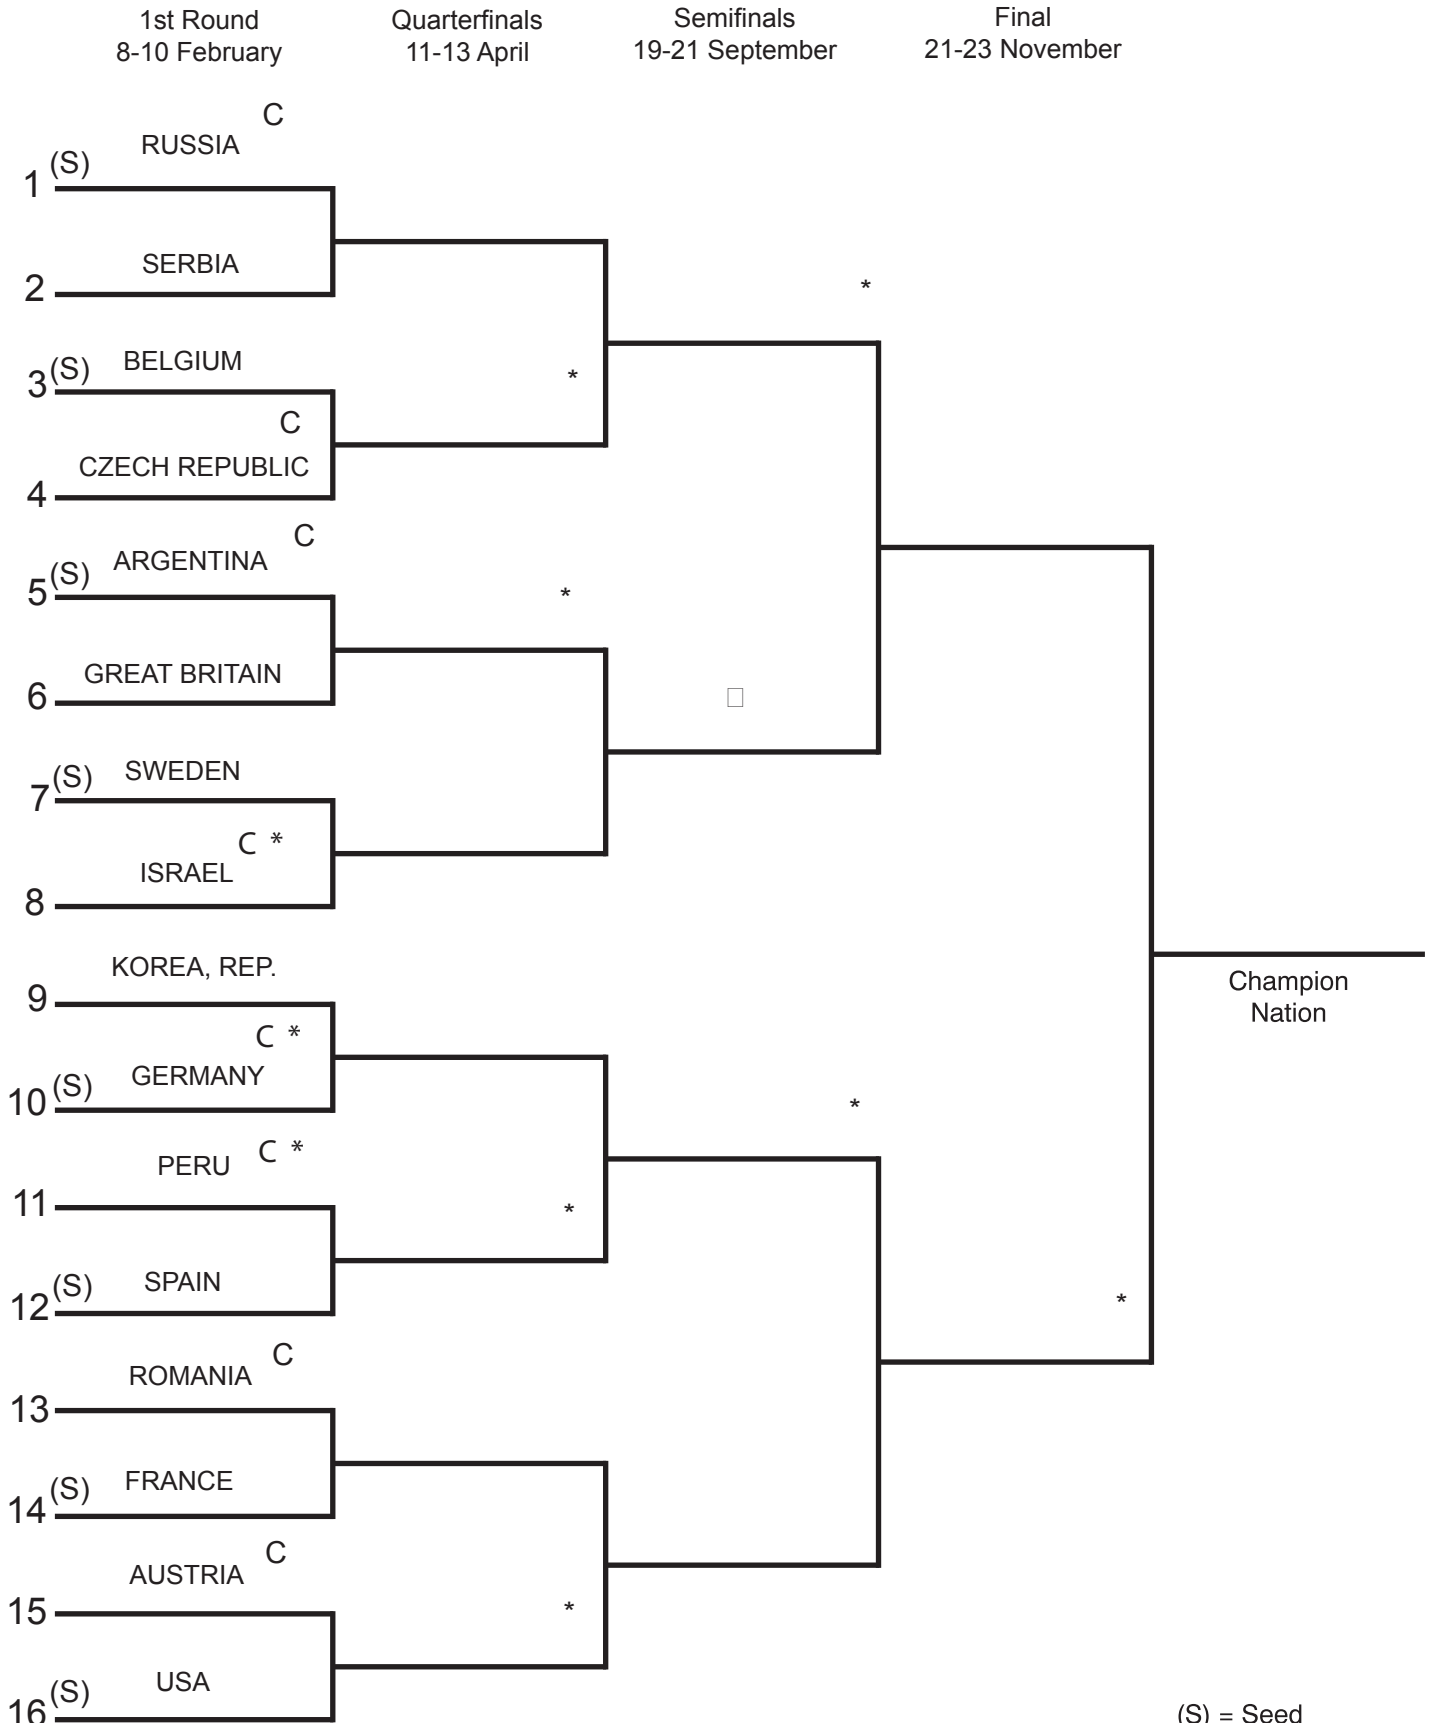 1st Round
8-10 February
Quarterfinals
11-13 April
Semifinals
19-21 September
Final
21-23 November
C
RUSSIA
1 (S)
SERBIA
2
*
BELGIUM
3 (S)
*
C
CZECH REPUBLIC
4
C
ARGENTINA
5 (S)
*
GREAT BRITAIN
6
SWEDEN
7 (S)
C *
ISRAEL
8
KOREA, REP.
9
Champion
Nation
C *
GERMANY
10 (S)
*
C *
PERU
11
*
SPAIN
12 (S)
*
C
ROMANIA
13
FRANCE
14 (S)
C
AUSTRIA
15
*
USA
16 (S)
(S) = Seed